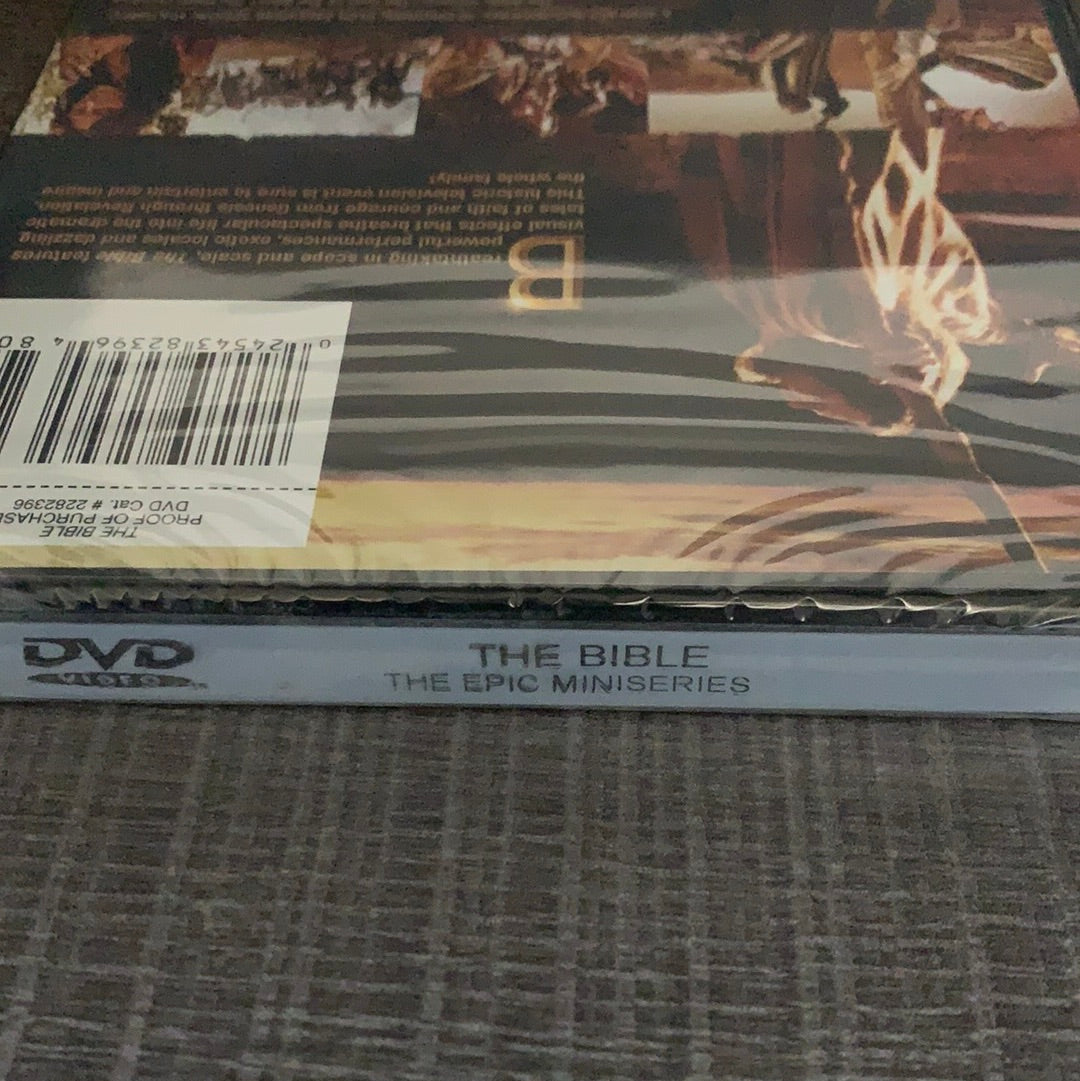 THE BIBLE
PROOF OF PURCHAS
DVD Cat. # 2282396
0 24543 82396 4 80
Breathtaking in scope and scale, The Bible features
powerful performances, exotic locales and dazzling
visual effects that breathe spectacular life into the dramatic
tales of faith and courage from Genesis through Revelation.
This historic television event is sure to entertain and inspire
the whole family!
DVD
VIDEO
THE BIBLE
THE EPIC MINISERIES